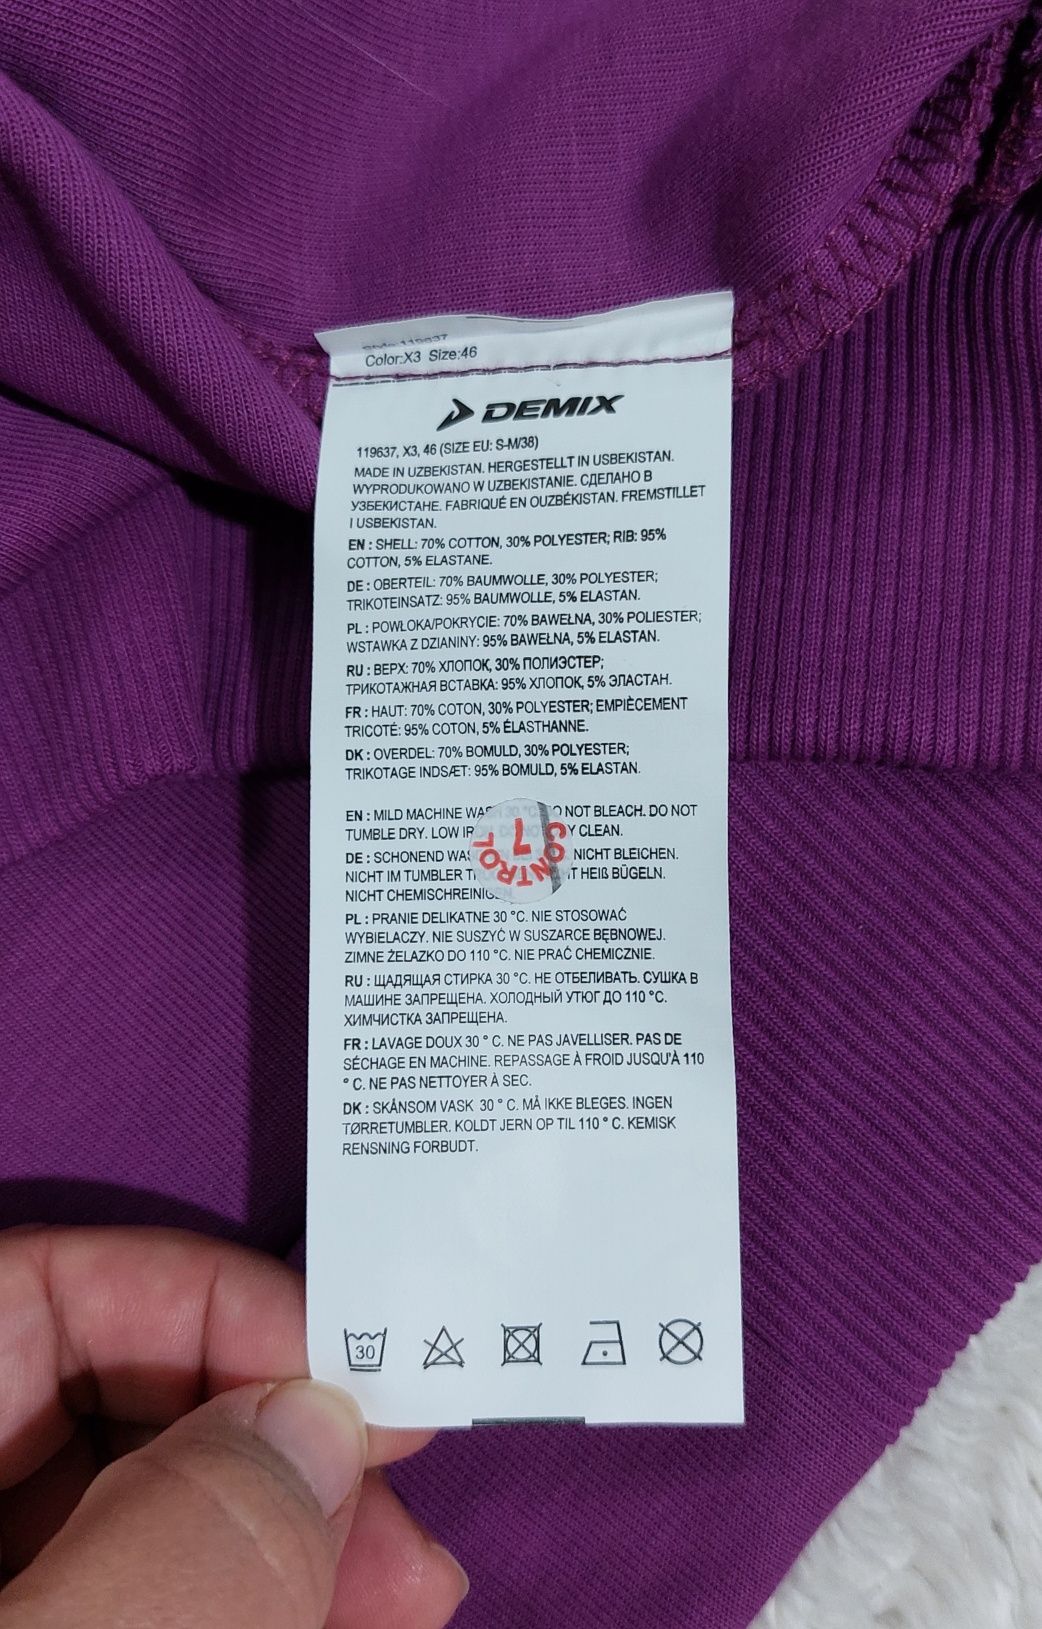 Color:X3 Size:46
DEMIX
119637, X3, 46 (SIZE EU: S-M/38)
MADE IN UZBEKISTAN. HERGESTELLT IN USBEKISTAN.
WYPRODUKOWANO W UZBEKISTANIE. СДЕЛАНО В
УЗБЕКИСТАНЕ. FABRIQUÉ EN OUZBÉKISTAN. FREMSTILLET
I USBEKISTAN.
EN : SHELL: 70% COTTON, 30% POLYESTER; RIB: 95%
COTTON, 5% ELASTANE.
DE : OBERTEIL: 70% BAUMWOLLE, 30% POLYESTER;
TRIKOTEINSATZ: 95% BAUMWOLLE, 5% ELASTAN.
PL : POWŁOKA/POKRYCIE: 70% BAWEŁNA, 30% POLIESTER;
WSTAWKA Z DZIANINY: 95% BAWEŁNA, 5% ELASTAN.
RU : ВЕРХ: 70% ХЛОПОК, 30% ПОЛИЭСТЕР;
ТРИКОТАЖНАЯ ВСТАВКА: 95% ХЛОПОК, 5% ЭЛАСТАН.
FR : HAUT: 70% COTON, 30% POLYESTER; EMPIÈCEMENT
TRICOTÉ: 95% COTON, 5% ÉLASTHANNE.
DK : OVERDEL: 70% BOMULD, 30% POLYESTER;
TRIKOTAGE INDSÆT: 95% BOMULD, 5% ELASTAN.
EN : MILD MACHINE WASH 30 °C. DO NOT BLEACH. DO NOT
TUMBLE DRY. LOW IRON. DO NOT DRY CLEAN.
7
CONTROL
DE : SCHONEND NICHT BLEICHEN.
NICHT IM TUMBLER HEIß BÜGELN.
NICHT CHEMISCHREINIGEN.
PL : PRANIE DELIKATNE 30 °C. NIE STOSOWAĆ
WYBIELACZY. NIE SUSZYĆ W SUSZARCE BĘBNOWEJ.
ZIMNE ŻELAZKO DO 110 °C. NIE PRAĆ CHEMICZNIE.
RU : ЩАДЯЩАЯ СТИРКА 30 °C. НЕ ОТБЕЛИВАТЬ. СУШКА В
МАШИНЕ ЗАПРЕЩЕНА. ХОЛОДНЫЙ УТЮГ ДО 110 °C.
ХИМЧИСТКА ЗАПРЕЩЕНА.
FR : LAVAGE DOUX 30 ° C. NE PAS JAVELLISER. PAS DE
SÉCHAGE EN MACHINE. REPASSAGE À FROID JUSQU'À 110
° C. NE PAS NETTOYER À SEC.
DK : SKÅNSOM VASK 30 ° C. MÅ IKKE BLEGES. INGEN
TØRRETUMBLER. KOLDT JERN OP TIL 110 ° C. KEMISK
RENSNING FORBUDT.
30